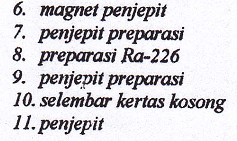 6. magnet penjepit
7. penjepit preparasi
8. preparasi Ra-226
9. penjepit preparasi
10. selembar kertas kosong
11. penjepit